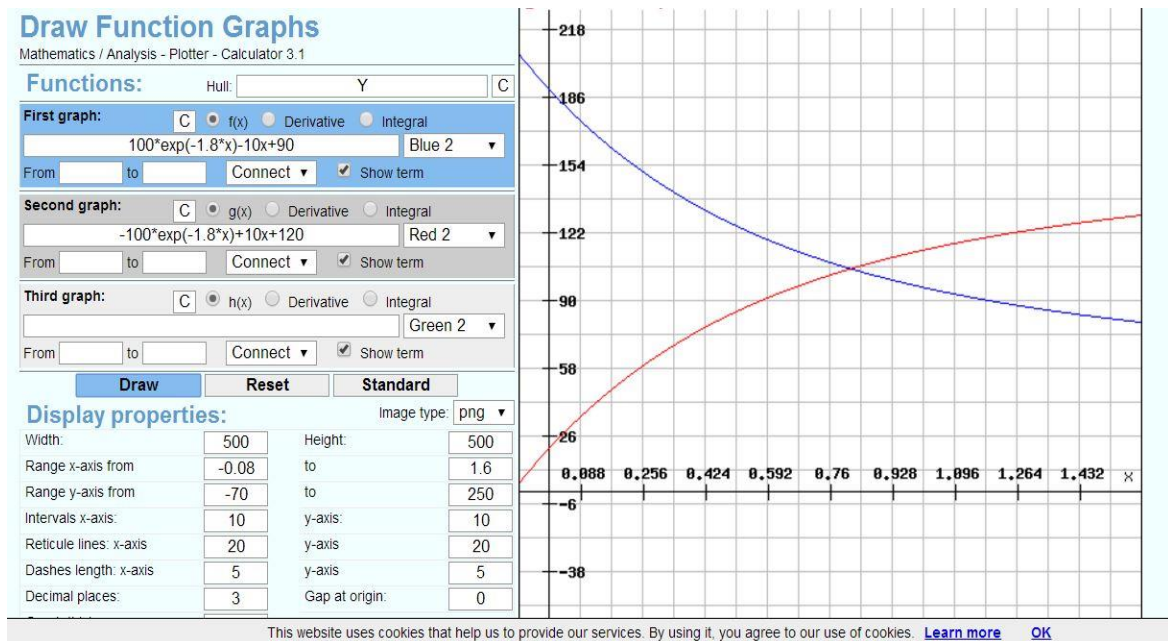 Draw Function Graphs
Mathematics / Analysis - Plotter - Calculator 3.1
Functions: Hull: Y C
First graph: C f(x) Derivative Integral
100*exp(-1.8*x)-10x+90 Blue 2
From to Connect Show term
Second graph: C g(x) Derivative Integral
-100*exp(-1.8*x)+10x+120 Red 2
From to Connect Show term
Third graph: C h(x) Derivative Integral
Green 2
From to Connect Show term
Draw Reset Standard
Display properties: Image type: png
Width: 500 Height: 500
Range x-axis from -0.08 to 1.6
Range y-axis from -70 to 250
Intervals x-axis: 10 y-axis: 10
Reticule lines: x-axis 20 y-axis 20
Dashes length: x-axis 5 y-axis 5
Decimal places: 3 Gap at origin: 0
218
186
154
122
90
58
26
0.088 0.256 0.424 0.592 0.76 0.928 1.096 1.264 1.432 X
-6
-38
This website uses cookies that help us to provide our services. By using it, you agree to our use of cookies. Learn more OK